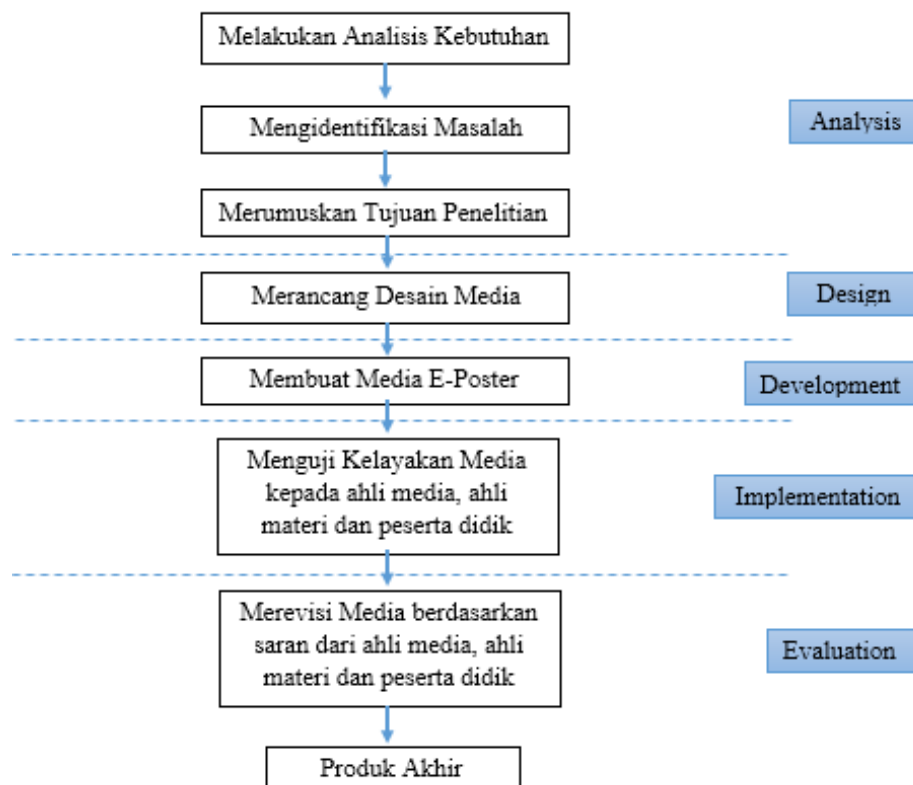 Melakukan Analisis Kebutuhan
Mengidentifikasi Masalah
Analysis
Merumuskan Tujuan Penelitian
Merancang Desain Media
Design
Membuat Media E-Poster
Development
Menguji Kelayakan Media
kepada ahli media, ahli
materi dan peserta didik
Implementation
Merevisi Media berdasarkan
saran dari ahli media, ahli
materi dan peserta didik
Evaluation
Produk Akhir